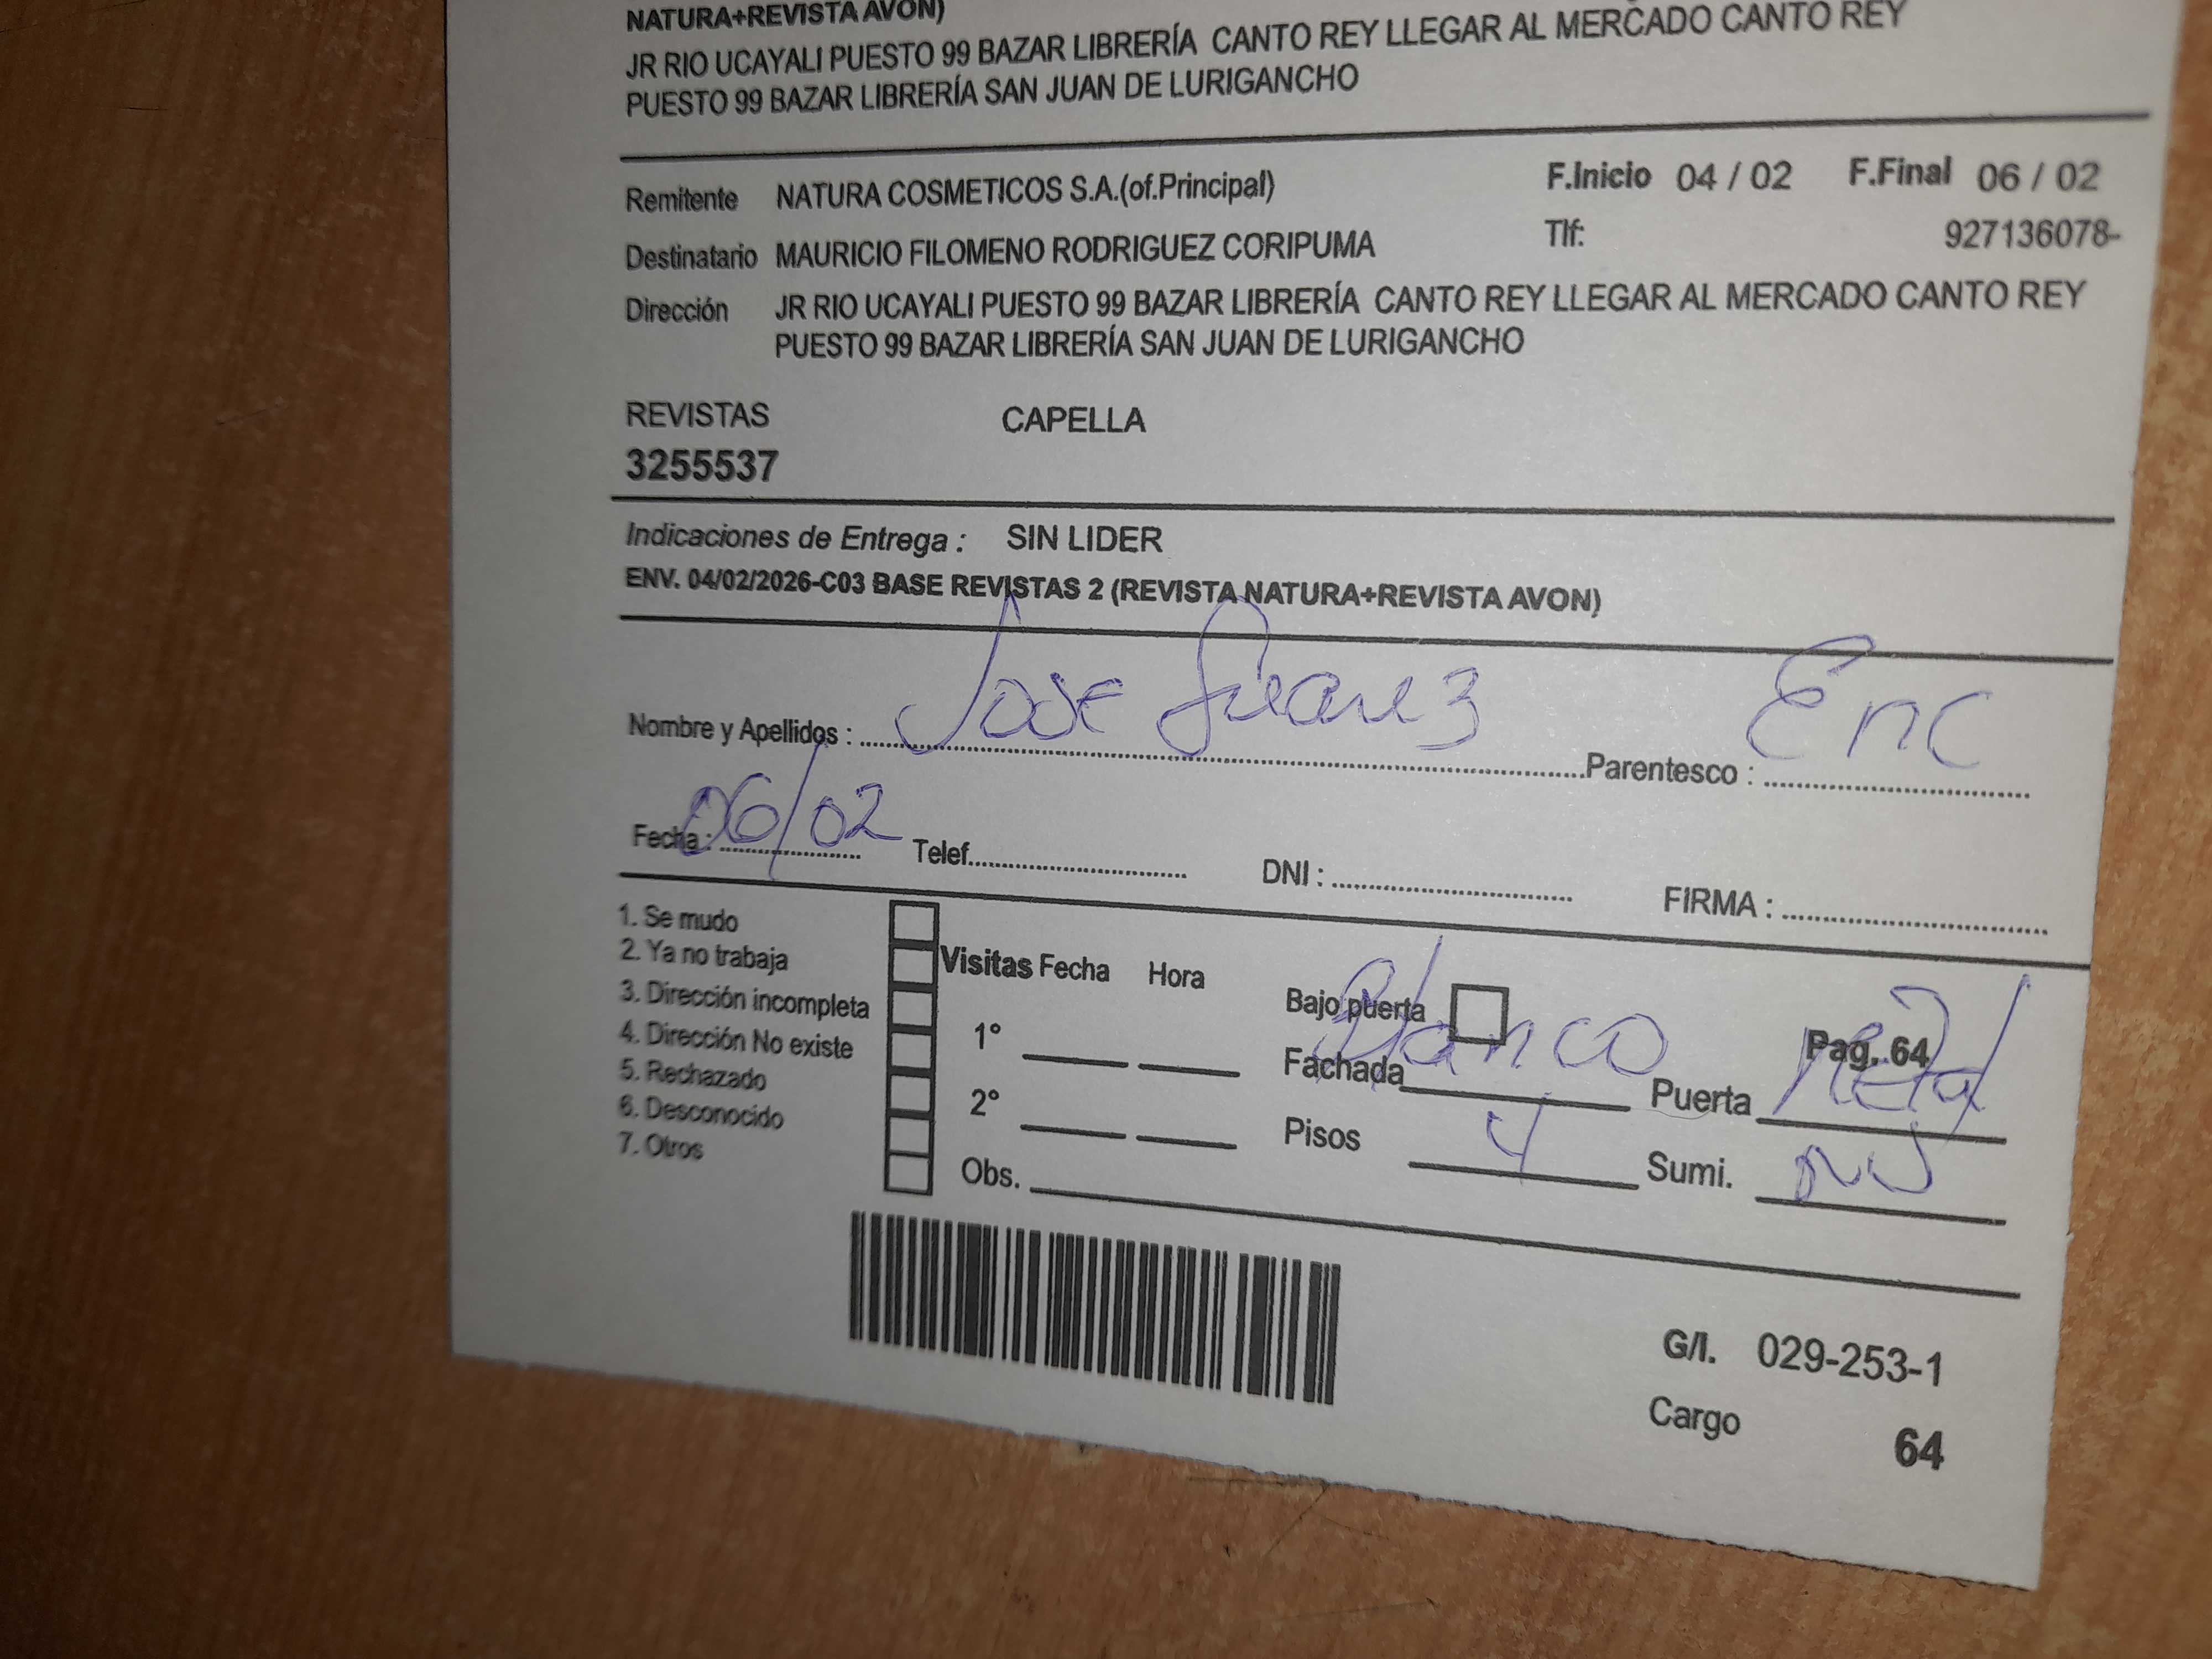 NATURA+REVISTA AVON)
JR RIO UCAYALI PUESTO 99 BAZAR LIBRERÍA CANTO REY LLEGAR AL MERCADO CANTO REY
PUESTO 99 BAZAR LIBRERÍA SAN JUAN DE LURIGANCHO
Remitente NATURA COSMETICOS S.A.(of.Principal) F.Inicio 04 / 02 F.Final 06 / 02
Destinatario MAURICIO FILOMENO RODRIGUEZ CORIPUMA Tlf: 927136078-
Dirección JR RIO UCAYALI PUESTO 99 BAZAR LIBRERÍA CANTO REY LLEGAR AL MERCADO CANTO REY
PUESTO 99 BAZAR LIBRERÍA SAN JUAN DE LURIGANCHO
REVISTAS CAPELLA
3255537
Indicaciones de Entrega : SIN LIDER
ENV. 04/02/2026-C03 BASE REVISTAS 2 (REVISTA NATURA+REVISTA AVON)
Nombre y Apellidos : Jose Suarez Parentesco : Enc
Fecha : 06/02 Telef. DNI : FIRMA :
1. Se mudo
2. Ya no trabaja
3. Dirección incompleta
4. Dirección No existe
5. Rechazado
6. Desconocido
7. Otros
Visitas Fecha Hora
1°
2°
Obs.
Bajo puerta Pag. 64
Fachada Blanco Puerta Metal
Pisos 4 Sumi.
G/I. 029-253-1
Cargo 64